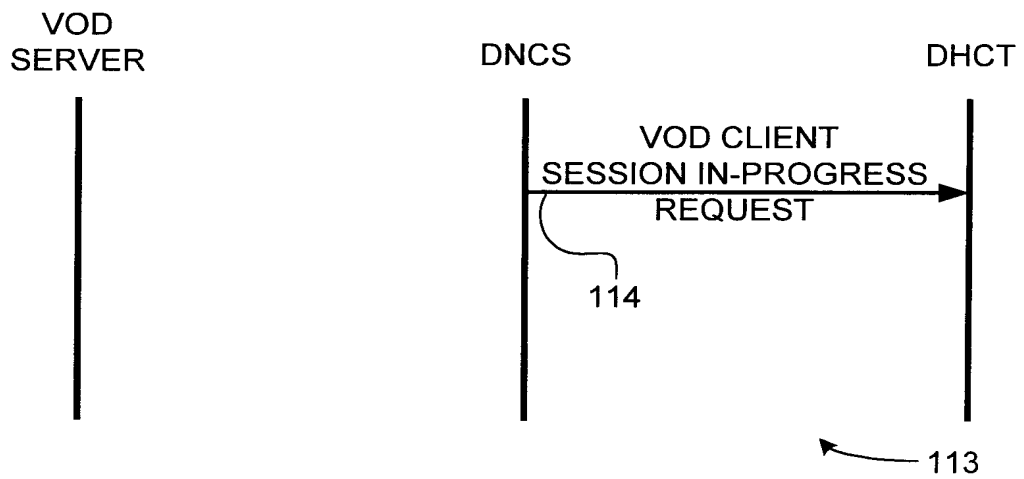 VOD
SERVER
DNCS
DHCT
VOD CLIENT
SESSION IN-PROGRESS
REQUEST
114
113